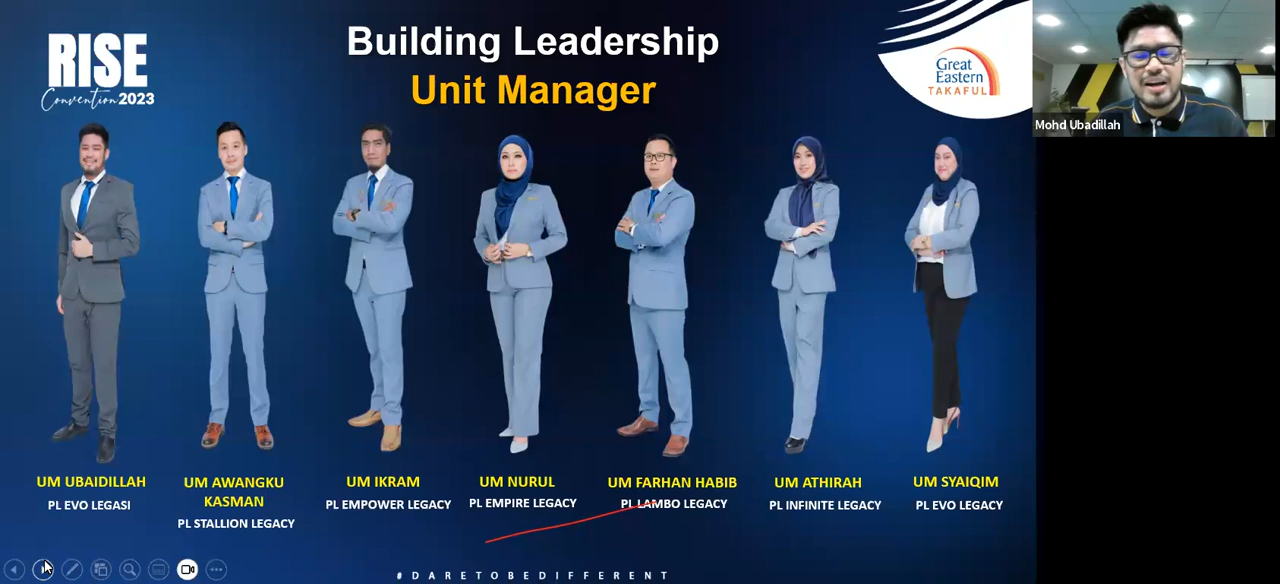 RISE
Convention 2023
Building Leadership
Unit Manager
Great
Eastern
TAKAFUL
Mohd Ubadillah
UM UBAIDILLAH
PL EVO LEGASI
UM AWANGKU
KASMAN
PL STALLION LEGACY
UM IKRAM
PL EMPOWER LEGACY
UM NURUL
PL EMPIRE LEGACY
UM FARHAN HABIB
PL LAMBO LEGACY
UM ATHIRAH
PL INFINITE LEGACY
UM SYAIQIM
PL EVO LEGACY
#DARETOBEDIFFERENT